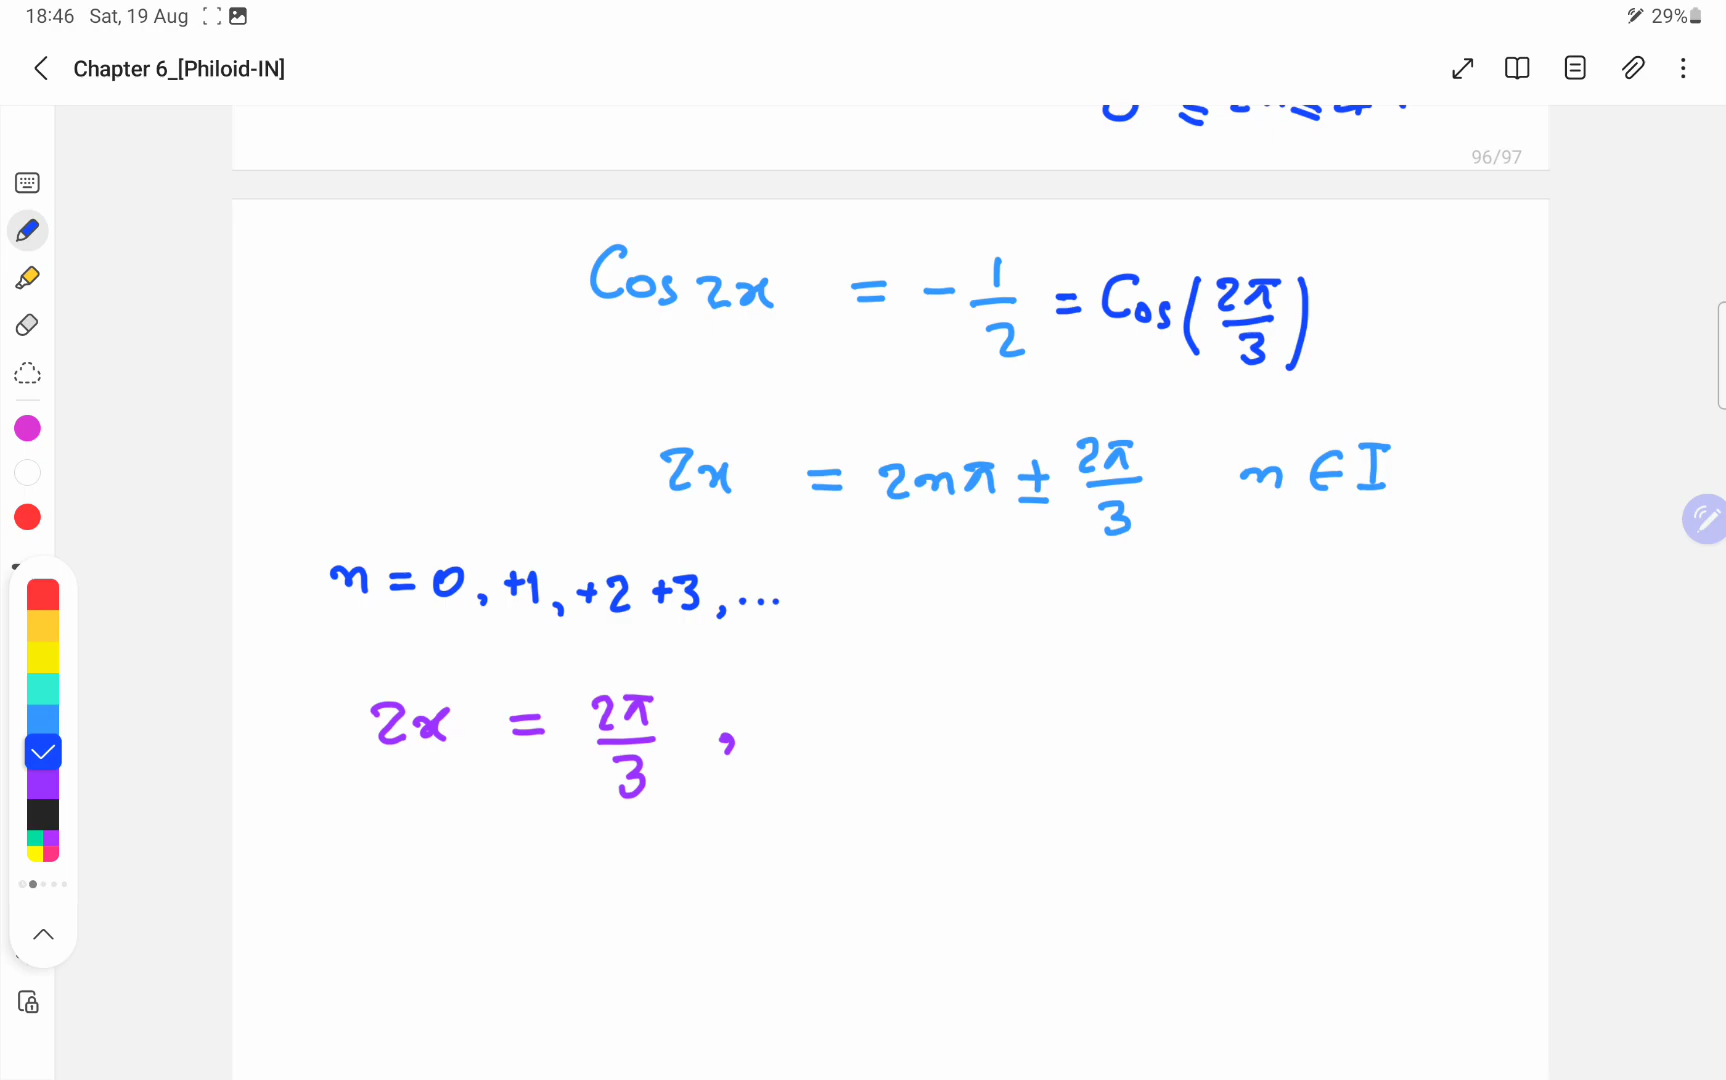 18:46 Sat, 19 Aug 29%
Chapter 6_[Philoid-IN]
96/97
Cos 2x = - 1/2 = Cos(2π/3)
2x = 2nπ ± 2π/3 n ∈ I
n = 0, +1, +2 +3, ...
2x = 2π/3 ,